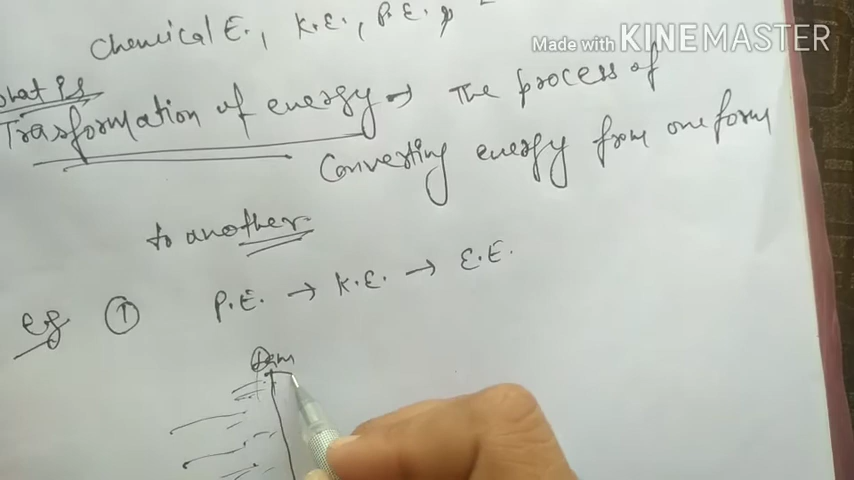 Chemical E., K.E., P.E.,
Made with KINEMASTER
What is
Trasformation of energy → The process of
Converting energy from one form
to another.
eg ① P.E. → K.E. → E.E.
Dam